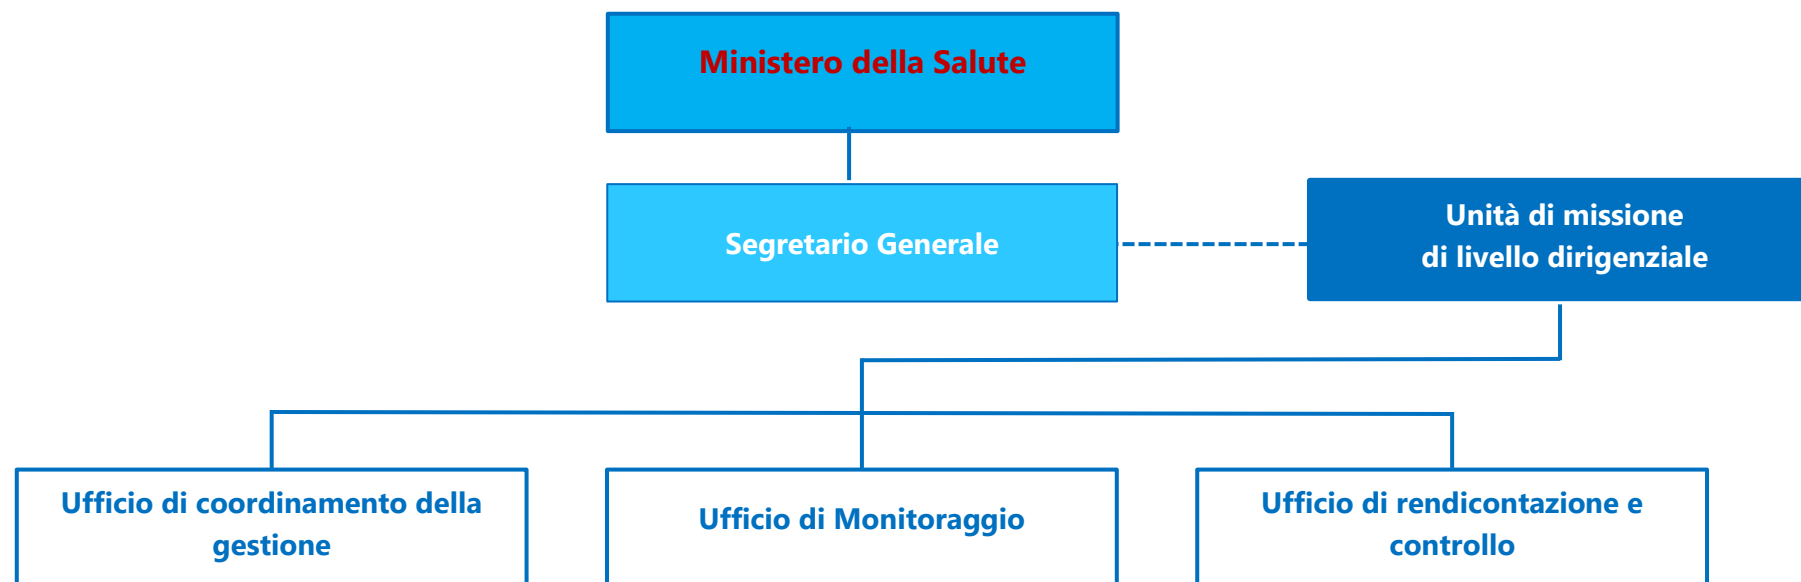 Ministero della Salute
Segretario Generale
Unità di missione
di livello dirigenziale
Ufficio di coordinamento della
gestione
Ufficio di Monitoraggio
Ufficio di rendicontazione e
controllo